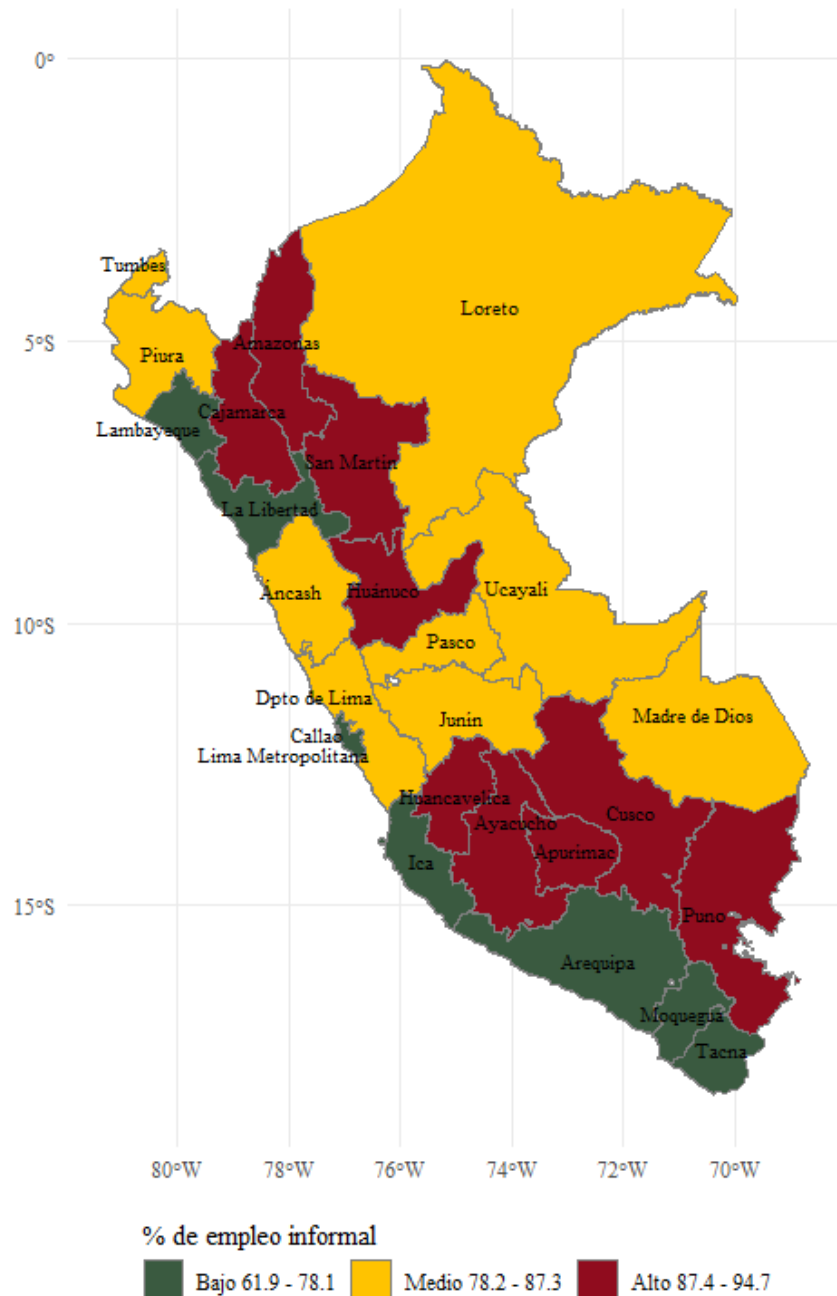 0°
Tumbes
Loreto
5°S
Amazonas
Piura
Cajamarca
Lambayeque
San Martin
La Libertad
Áncash
Huánuco
Ucayali
10°S
Pasco
Dpto de Lima
Junin
Madre de Dios
Callao
Lima Metropolitana
Huancavelica
Cusco
Ayacucho
Apurimac
Ica
15°S
Puno
Arequipa
Moquegua
Tacna
80°W 78°W 76°W 74°W 72°W 70°W
% de empleo informal
Bajo 61.9 - 78.1 Medio 78.2 - 87.3 Alto 87.4 - 94.7